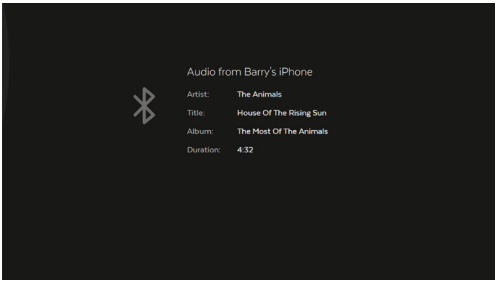 Audio from Barry's iPhone
Artist: The Animals
Title: House Of The Rising Sun
Album: The Most Of The Animals
Duration: 4:32